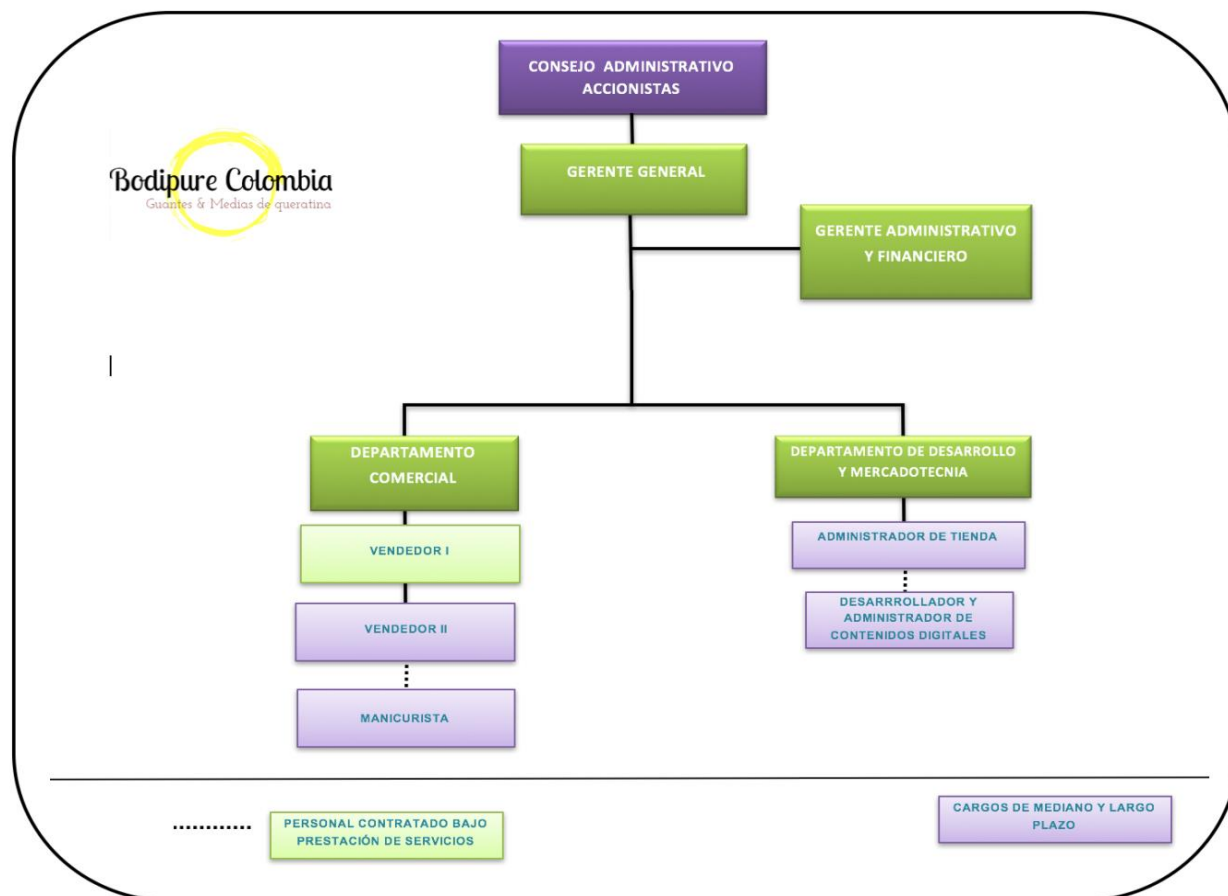 CONSEJO ADMINISTRATIVO
ACCIONISTAS
GERENTE GENERAL
Bodipure Colombia
Guantes & Medias de queratina
GERENTE ADMINISTRATIVO
Y FINANCIERO
DEPARTAMENTO
COMERCIAL
DEPARTAMENTO DE DESARROLLO
Y MERCADOTECNIA
VENDEDOR I
ADMINISTRADOR DE TIENDA
VENDEDOR II
DESARRROLLADOR Y
ADMINISTRADOR DE
CONTENIDOS DIGITALES
MANICURISTA
PERSONAL CONTRATADO BAJO
PRESTACIÓN DE SERVICIOS
CARGOS DE MEDIANO Y LARGO
PLAZO